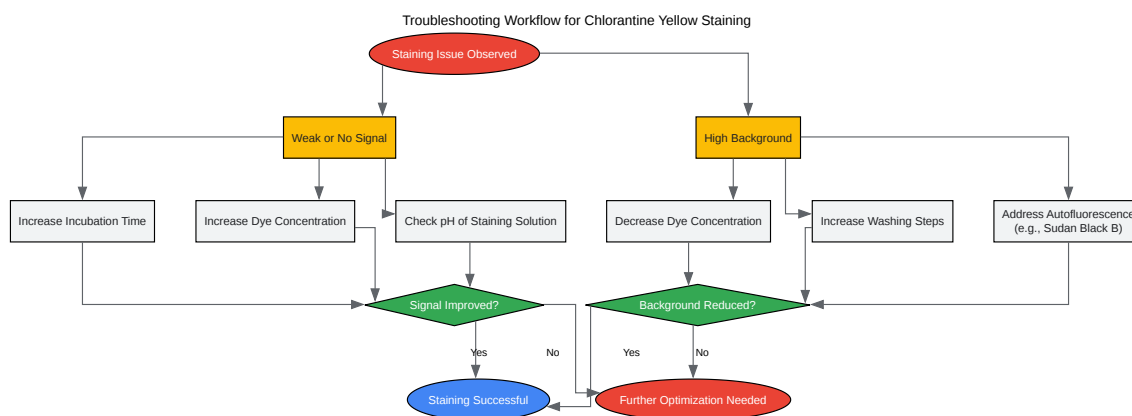 Troubleshooting Workflow for Chlorantine Yellow Staining
Staining Issue Observed
Weak or No Signal
High Background
Increase Incubation Time
Increase Dye Concentration
Check pH of Staining Solution
Decrease Dye Concentration
Increase Washing Steps
Address Autofluorescence
(e.g., Sudan Black B)
Signal Improved?
Background Reduced?
Yes
No
Yes
No
Staining Successful
Further Optimization Needed